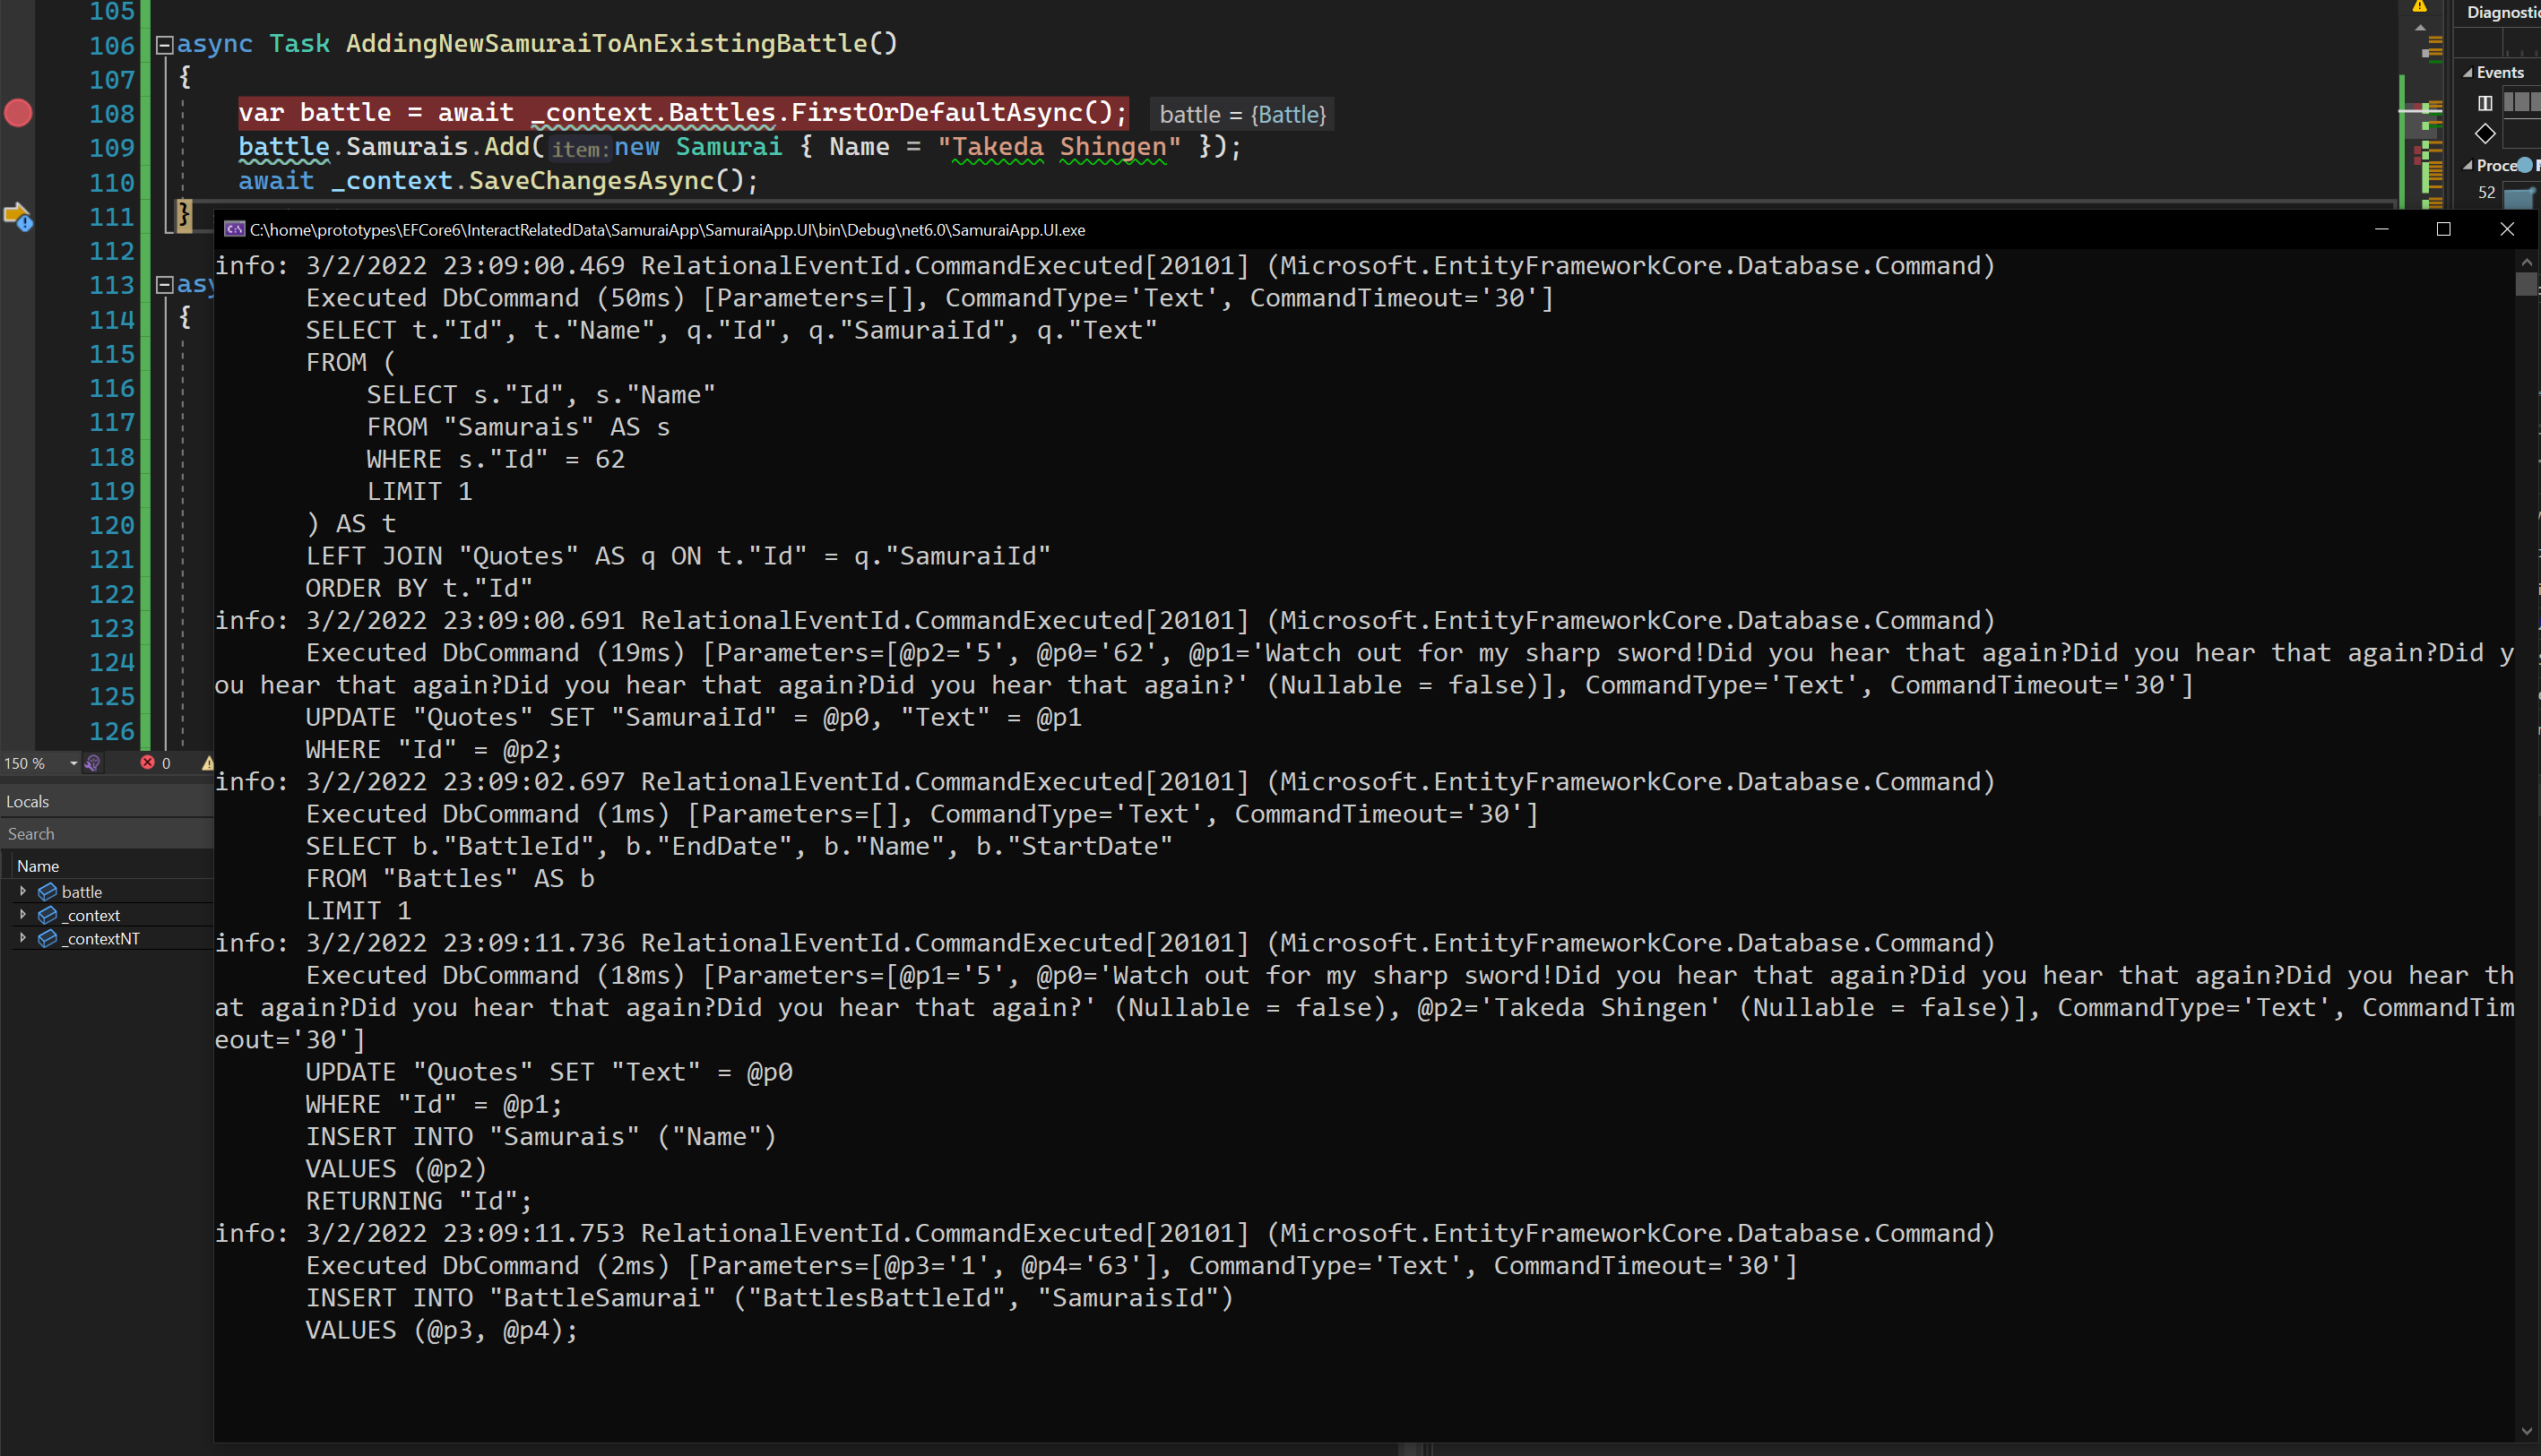 105
106 async Task AddingNewSamuraiToAnExistingBattle()
107 {
108 var battle = await _context.Battles.FirstOrDefaultAsync(); battle = {Battle}
109 battle.Samurais.Add(item:new Samurai { Name = "Takeda Shingen" });
110 await _context.SaveChangesAsync();
111 }
112
113
114 {
115
116
117
118
119
120
121
122
123
124
125
126
150 %
0
Locals
Search
Name
battle
_context
_contextNT
Events
52
C:\home\prototypes\EFCore6\InteractRelatedData\SamuraiApp\SamuraiApp.UI\bin\Debug\net6.0\SamuraiApp.UI.exe
info: 3/2/2022 23:09:00.469 RelationalEventId.CommandExecuted[20101] (Microsoft.EntityFrameworkCore.Database.Command)
Executed DbCommand (50ms) [Parameters=[], CommandType='Text', CommandTimeout='30']
SELECT t."Id", t."Name", q."Id", q."SamuraiId", q."Text"
FROM (
SELECT s."Id", s."Name"
FROM "Samurais" AS s
WHERE s."Id" = 62
LIMIT 1
) AS t
LEFT JOIN "Quotes" AS q ON t."Id" = q."SamuraiId"
ORDER BY t."Id"
info: 3/2/2022 23:09:00.691 RelationalEventId.CommandExecuted[20101] (Microsoft.EntityFrameworkCore.Database.Command)
Executed DbCommand (19ms) [Parameters=[@p2='5', @p0='62', @p1='Watch out for my sharp sword!Did you hear that again?Did you hear that again?Did y
ou hear that again?Did you hear that again?Did you hear that again?' (Nullable = false)], CommandType='Text', CommandTimeout='30']
UPDATE "Quotes" SET "SamuraiId" = @p0, "Text" = @p1
WHERE "Id" = @p2;
info: 3/2/2022 23:09:02.697 RelationalEventId.CommandExecuted[20101] (Microsoft.EntityFrameworkCore.Database.Command)
Executed DbCommand (1ms) [Parameters=[], CommandType='Text', CommandTimeout='30']
SELECT b."BattleId", b."EndDate", b."Name", b."StartDate"
FROM "Battles" AS b
LIMIT 1
info: 3/2/2022 23:09:11.736 RelationalEventId.CommandExecuted[20101] (Microsoft.EntityFrameworkCore.Database.Command)
Executed DbCommand (18ms) [Parameters=[@p1='5', @p0='Watch out for my sharp sword!Did you hear that again?Did you hear that again?Did you hear th
at again?Did you hear that again?Did you hear that again?' (Nullable = false), @p2='Takeda Shingen' (Nullable = false)], CommandType='Text', CommandTim
eout='30']
UPDATE "Quotes" SET "Text" = @p0
WHERE "Id" = @p1;
INSERT INTO "Samurais" ("Name")
VALUES (@p2)
RETURNING "Id";
info: 3/2/2022 23:09:11.753 RelationalEventId.CommandExecuted[20101] (Microsoft.EntityFrameworkCore.Database.Command)
Executed DbCommand (2ms) [Parameters=[@p3='1', @p4='63'], CommandType='Text', CommandTimeout='30']
INSERT INTO "BattleSamurai" ("BattlesBattleId", "SamuraisId")
VALUES (@p3, @p4);